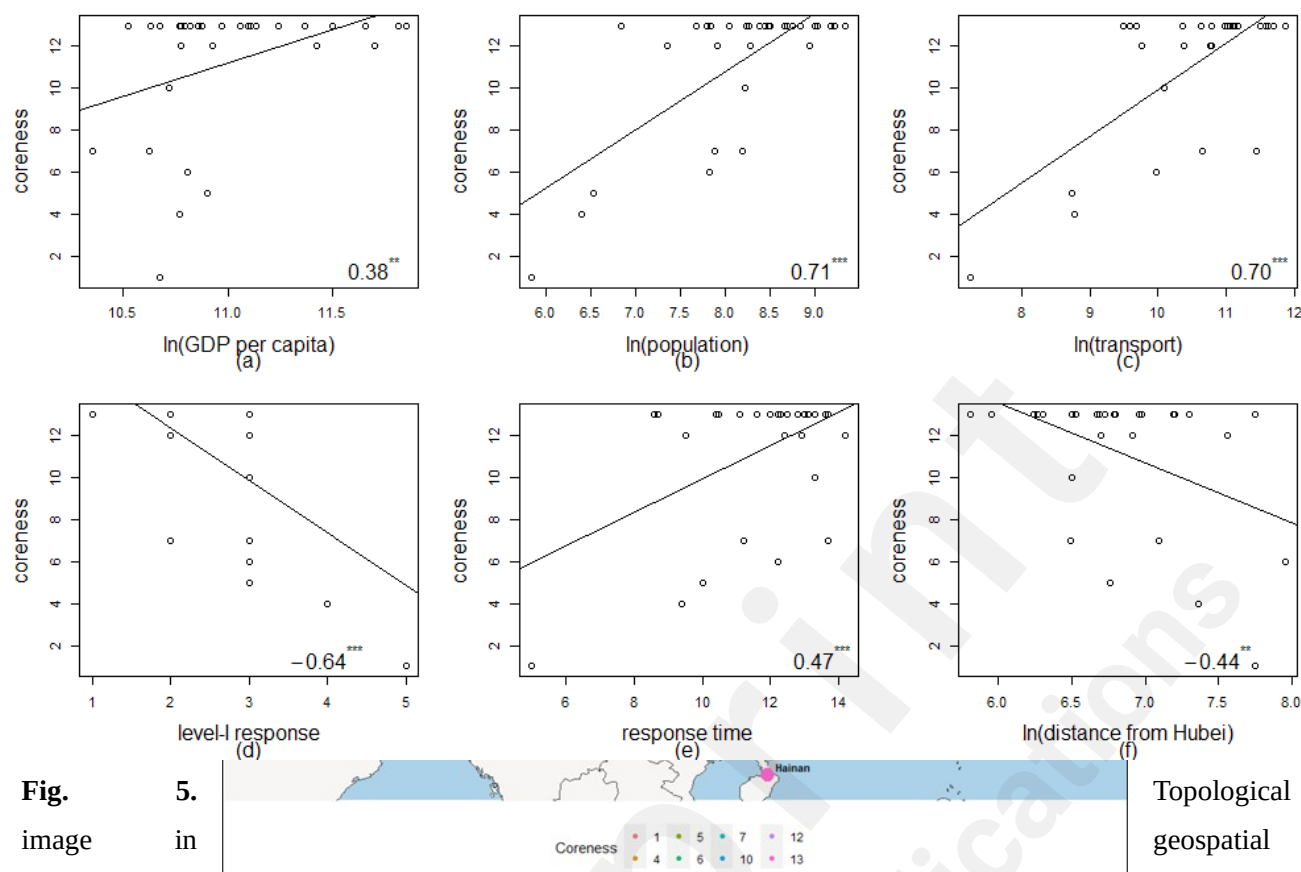 coreness
12
10
8
6
4
2
0.38**
10.5 11.0 11.5
ln(GDP per capita)
(a)
coreness
12
10
8
6
4
2
0.71***
6.0 6.5 7.0 7.5 8.0 8.5 9.0
ln(population)
(b)
coreness
12
10
8
6
4
2
0.70***
8 9 10 11 12
ln(transport)
(c)
coreness
12
10
8
6
4
2
−0.64***
1 2 3 4 5
level-I response
(d)
coreness
12
10
8
6
4
2
0.47***
6 8 10 12 14
response time
(e)
coreness
12
10
8
6
4
2
−0.44**
6.0 6.5 7.0 7.5 8.0
ln(distance from Hubei)
(f)
Hainan
Fig. 5. Topological
image in geospatial
Coreness
1 5 7 12
4 6 10 13